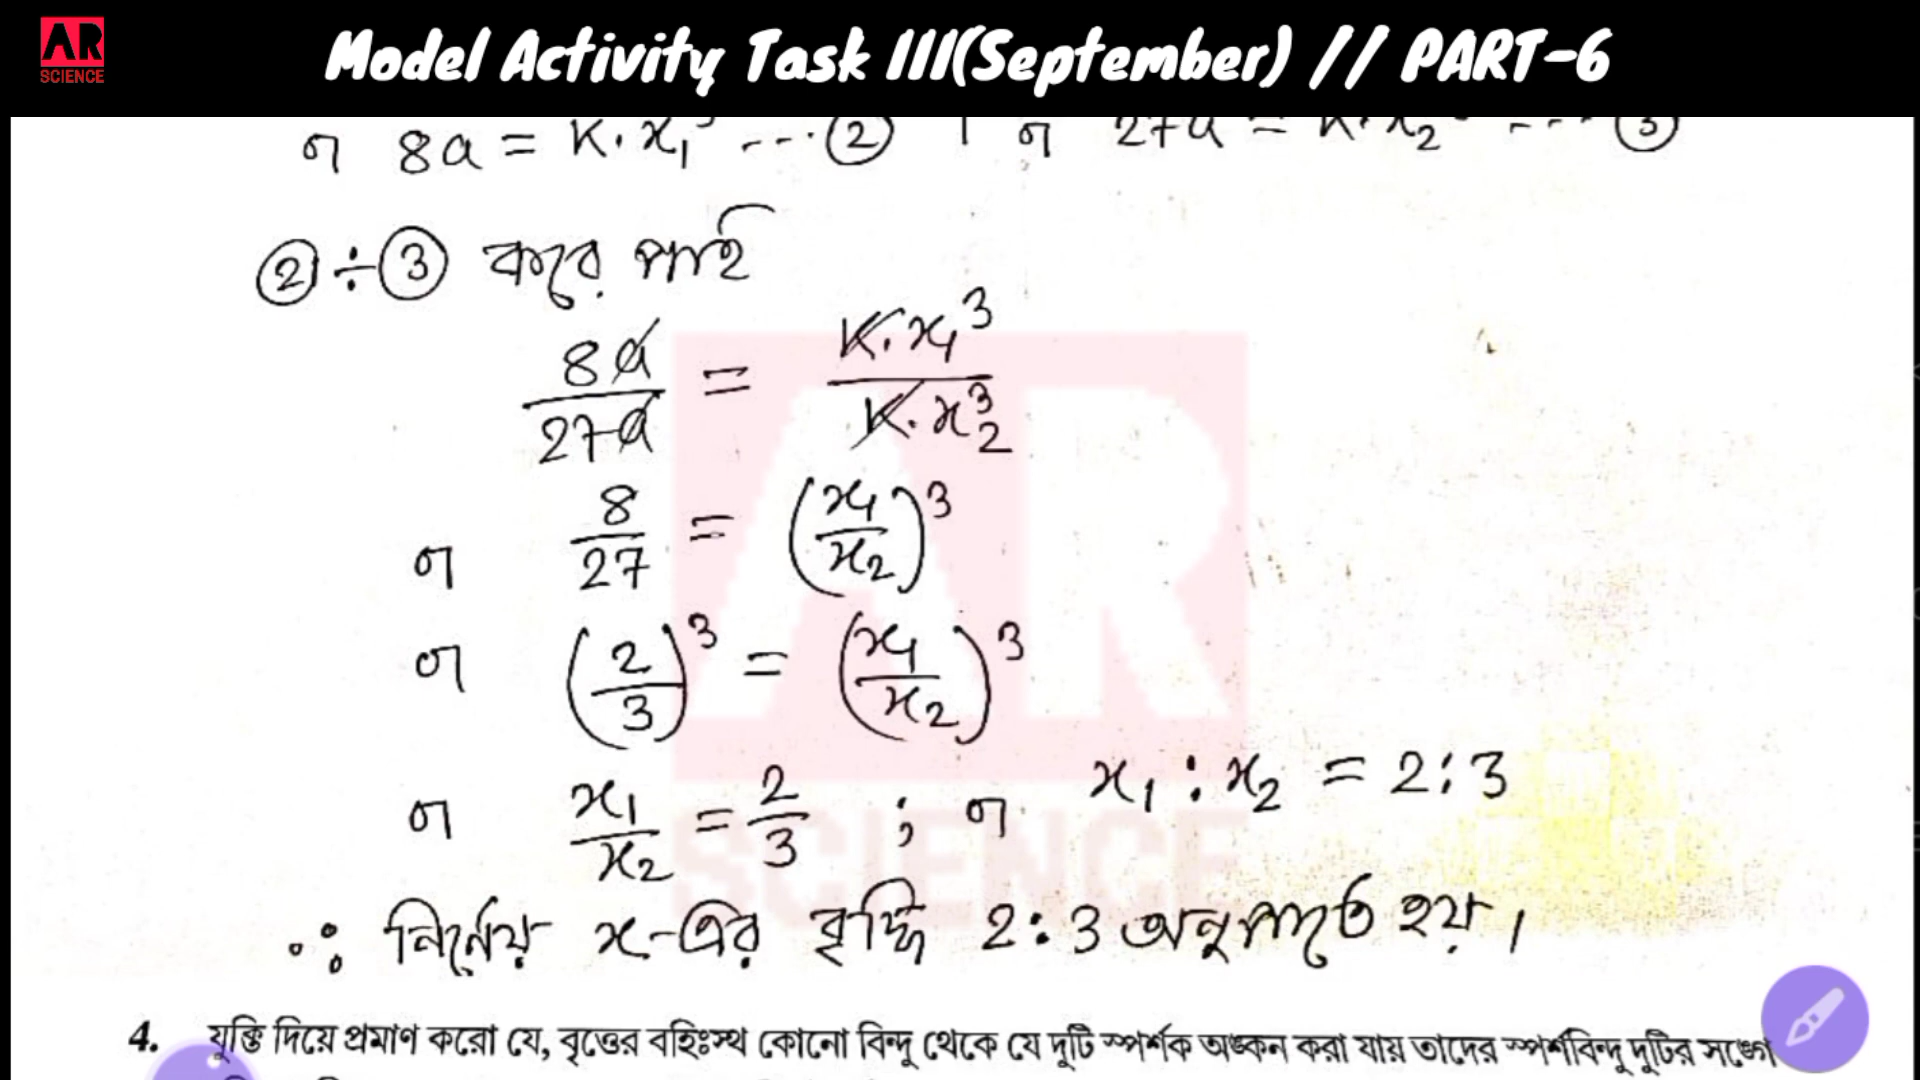 AR
SCIENCE
Model Activity Task III(September) // PART-6
বা 8a = K·x₁³ ---- ② | বা 27a = K·x₂³ ---- ③
② ÷ ③ করে পাই
8a/27a = K·x₁³/K·x₂³
বা 8/27 = (x₁/x₂)³
বা (2/3)³ = (x₁/x₂)³
বা x₁/x₂ = 2/3 ; বা x₁ : x₂ = 2:3
∴ নির্নেয় x-এর বৃদ্ধি 2:3 অনুপাতে হয়।
4. যুক্তি দিয়ে প্রমাণ করো যে, বৃত্তের বহিঃস্থ কোনো বিন্দু থেকে যে দুটি স্পর্শক অঙ্কন করা যায় তাদের স্পর্শবিন্দু দুটির সঙ্গে